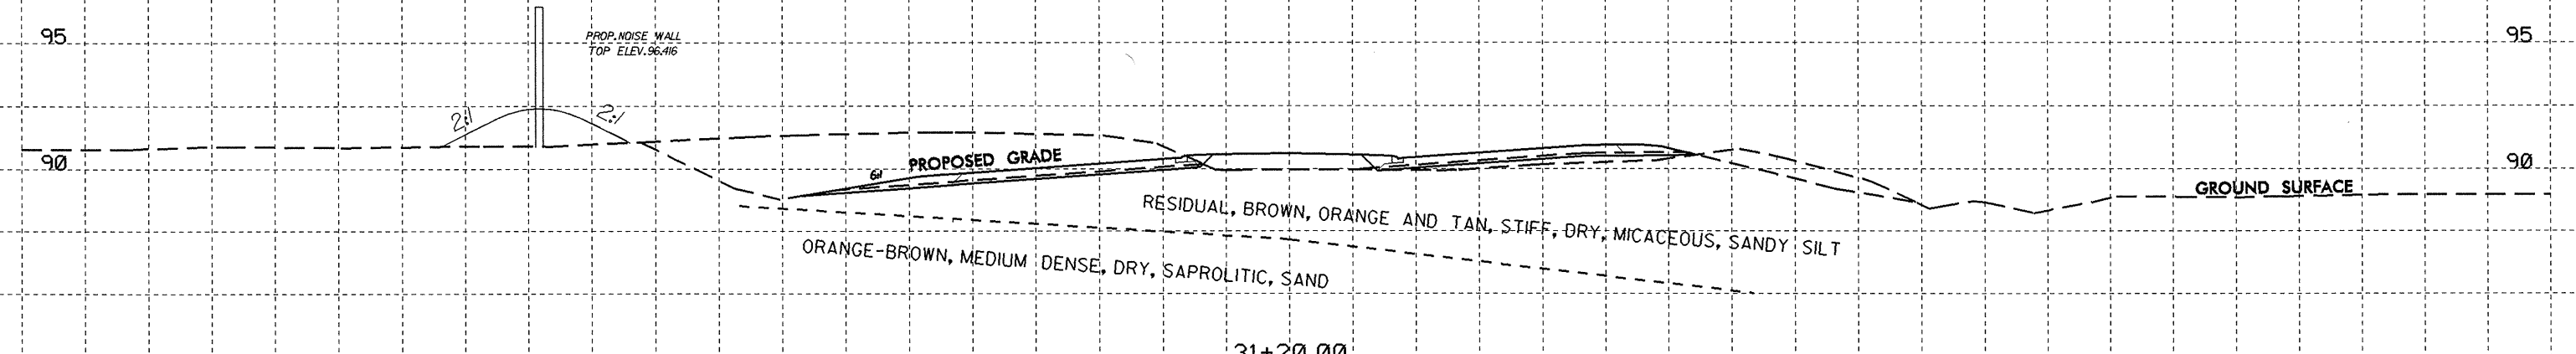 95
PROP. NOISE WALL
TOP ELEV. 96.416
95
2:1
2:1
90
PROPOSED GRADE
6:1
90
GROUND SURFACE
RESIDUAL, BROWN, ORANGE AND TAN, STIFF, DRY, MICACEOUS, SANDY SILT
ORANGE-BROWN, MEDIUM DENSE, DRY, SAPROLITIC, SAND
31+20.00